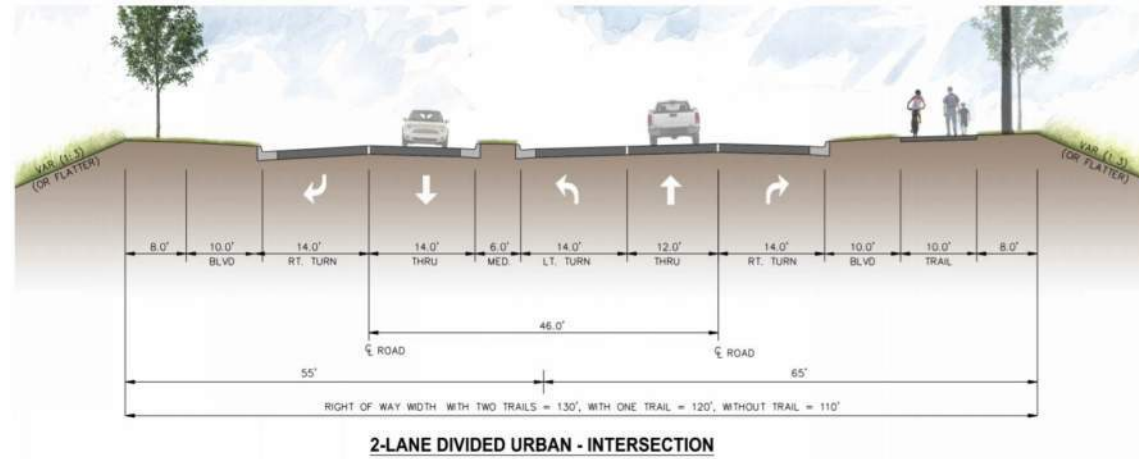 VAR (1:3)
(OR FLATTER)
VAR (1:3)
(OR FLATTER)
8.0' 10.0' 14.0' 14.0' 6.0' 14.0' 12.0' 14.0' 10.0' 10.0' 8.0'
BLVD RT. TURN THRU MED. LT. TURN THRU RT. TURN BLVD TRAIL
46.0'
℄ ROAD ℄ ROAD
55' 65'
RIGHT OF WAY WIDTH WITH TWO TRAILS = 130', WITH ONE TRAIL = 120', WITHOUT TRAIL = 110'
2-LANE DIVIDED URBAN - INTERSECTION